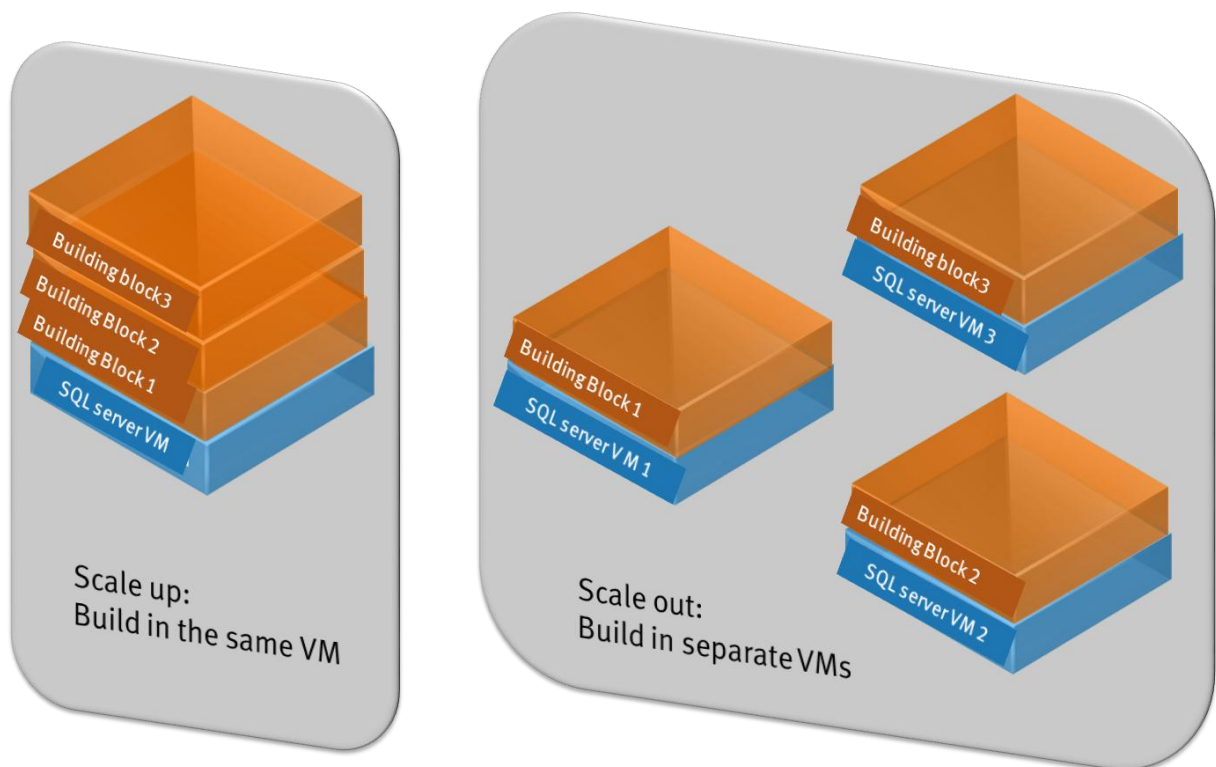 Building block3
Building Block 2
Building Block 1
SQL server VM
Scale up:
Build in the same VM
Building Block 1
SQL server VM 1
Building block3
SQL server VM 3
Building Block 2
SQL server VM 2
Scale out:
Build in separate VMs